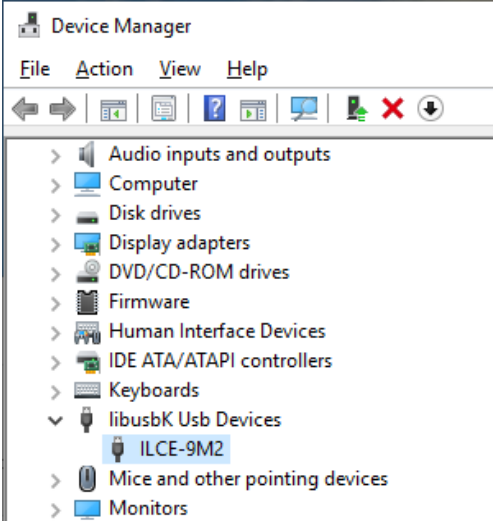 Device Manager
File Action View Help
Audio inputs and outputs
Computer
Disk drives
Display adapters
DVD/CD-ROM drives
Firmware
Human Interface Devices
IDE ATA/ATAPI controllers
Keyboards
libusbK Usb Devices
ILCE-9M2
Mice and other pointing devices
Monitors